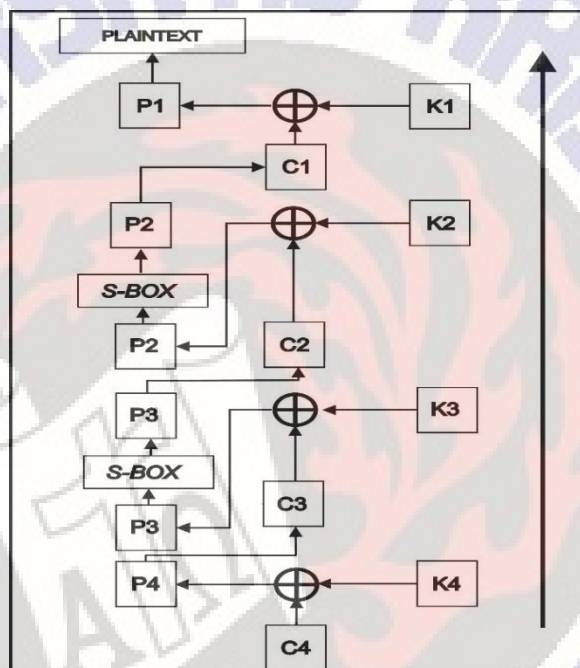 PLAINTEXT
P1
K1
C1
P2
K2
S-BOX
P2
C2
P3
K3
S-BOX
C3
P3
P4
K4
C4